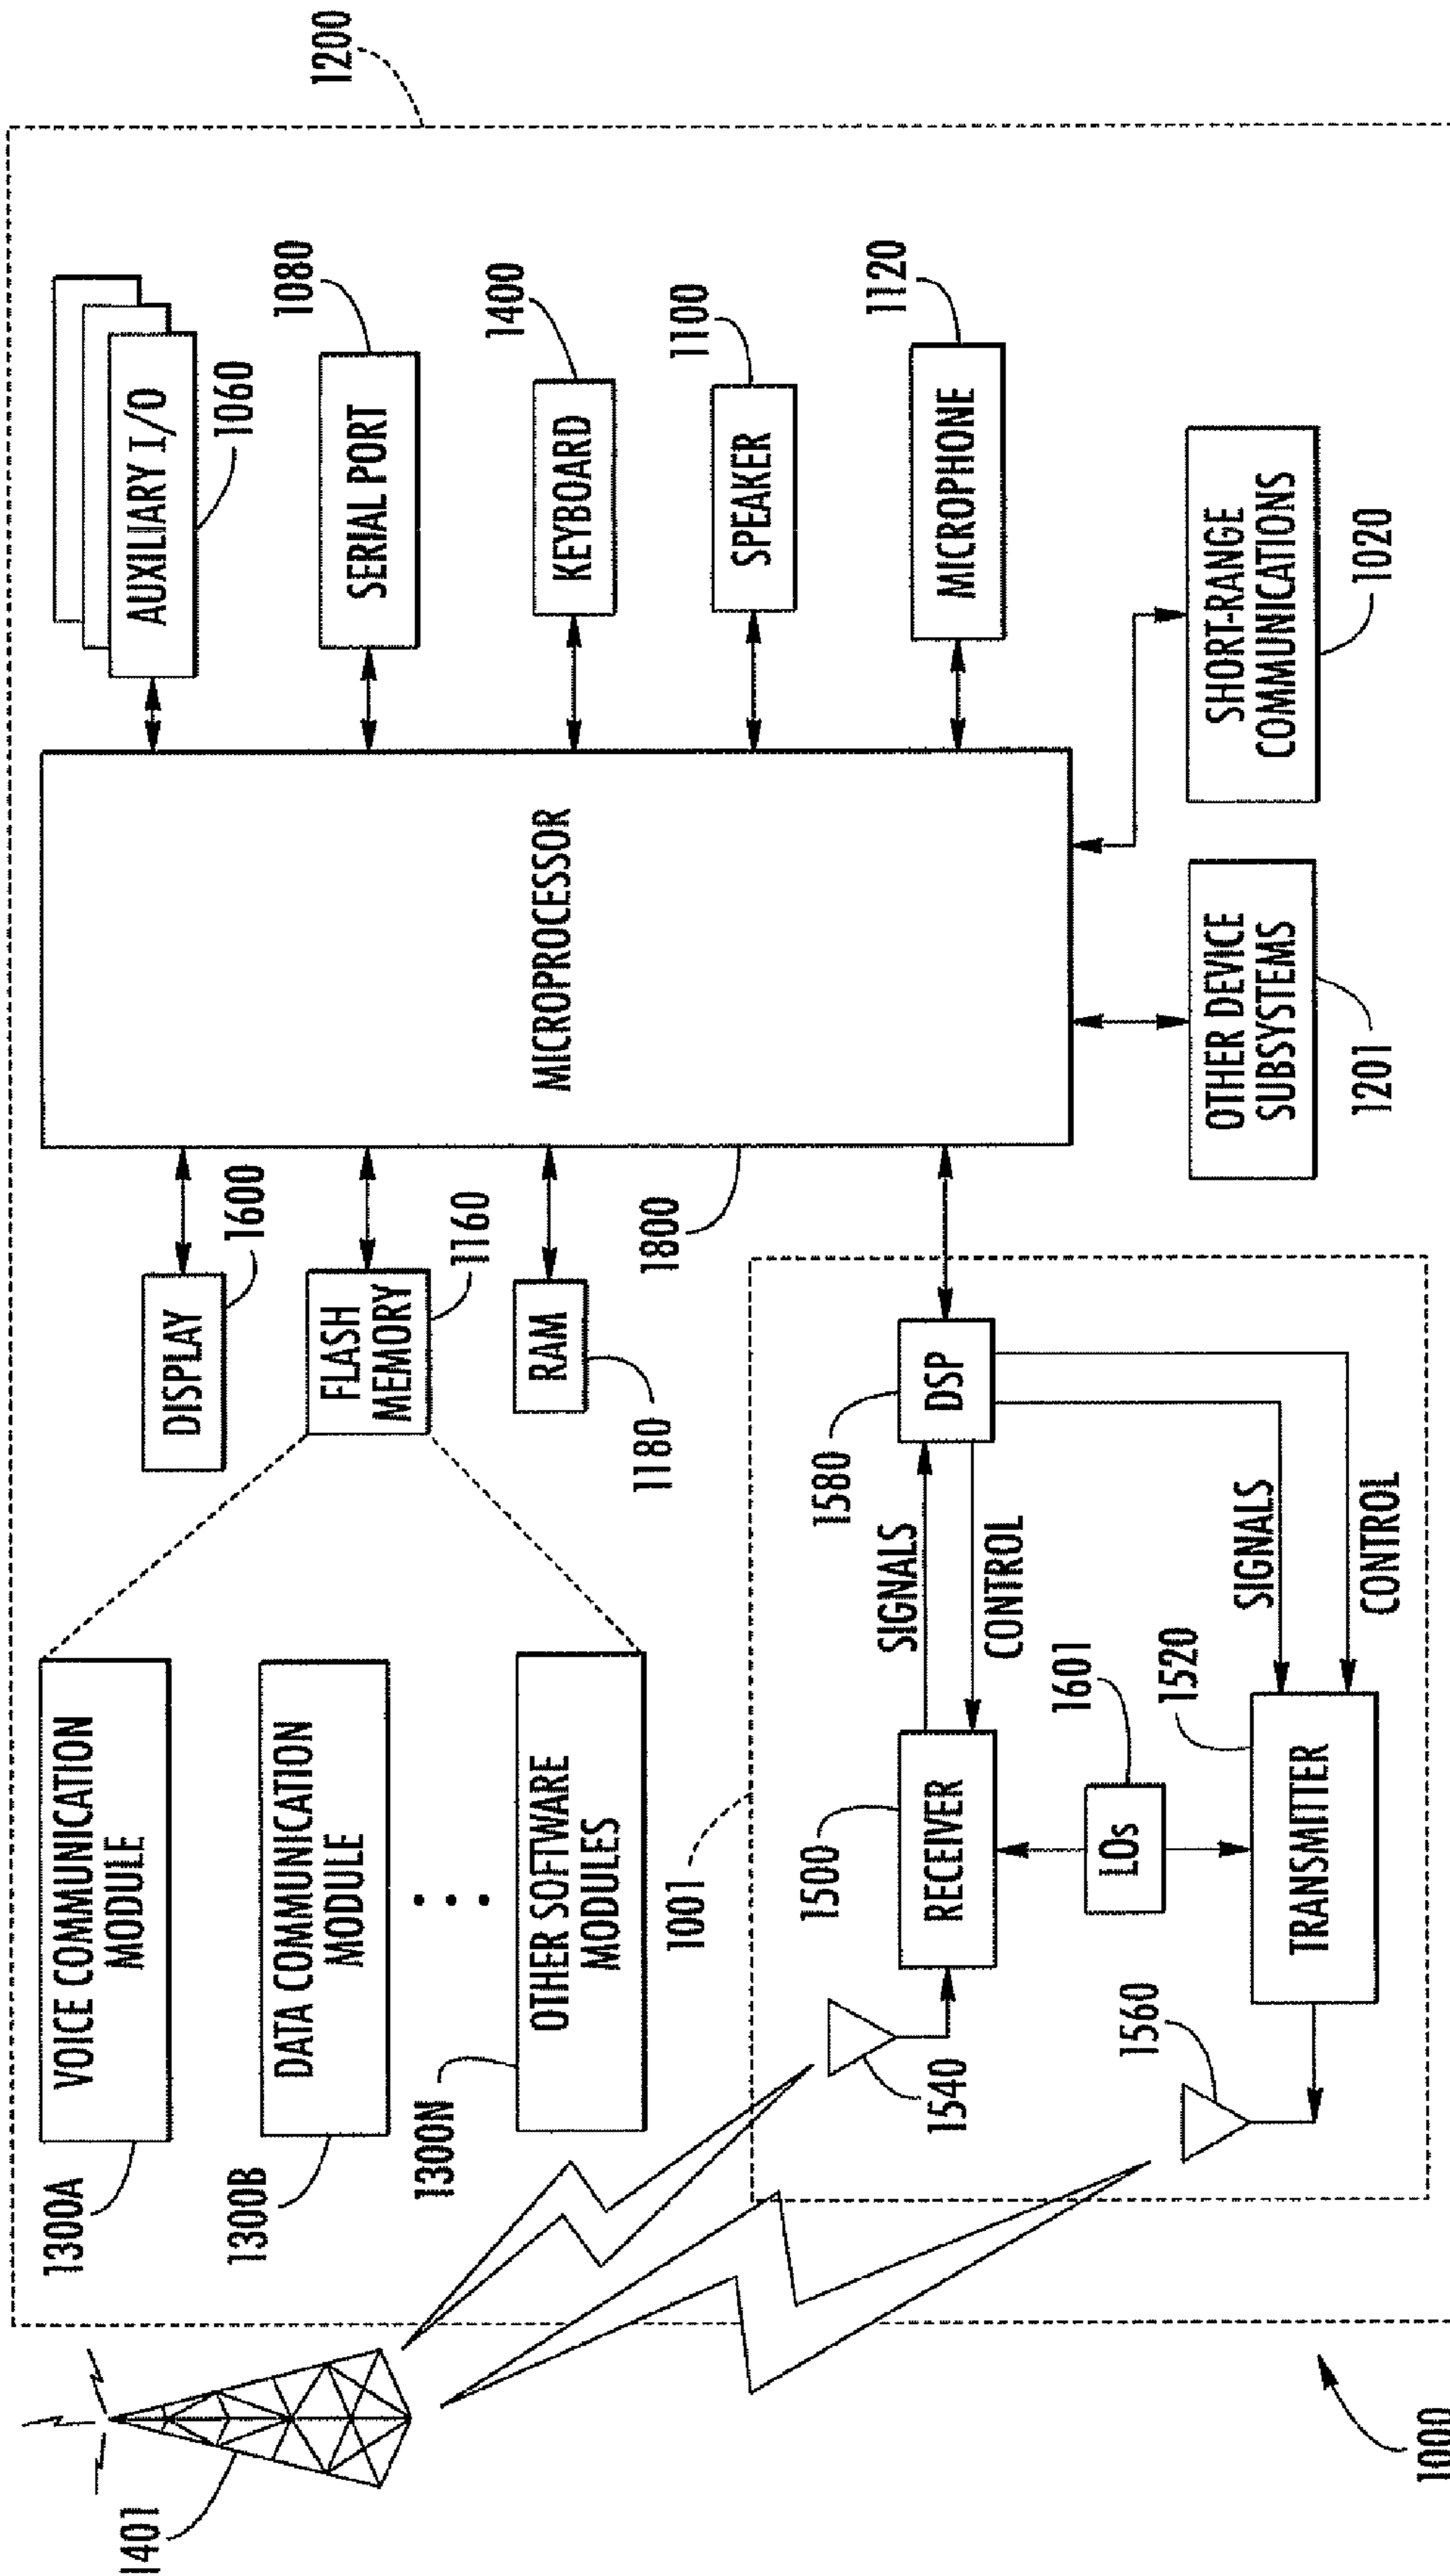 1401
1300A
VOICE COMMUNICATION
MODULE
1300B
DATA COMMUNICATION
MODULE
1300N
OTHER SOFTWARE
MODULES
DISPLAY
1600
FLASH
MEMORY
1160
RAM
1180
MICROPROCESSOR
1800
AUXILIARY I/O
1060
SERIAL PORT
1080
KEYBOARD
1400
SPEAKER
1100
MICROPHONE
1120
SHORT-RANGE
COMMUNICATIONS
1020
OTHER DEVICE
SUBSYSTEMS
1201
1200
1001
1540
1500
RECEIVER
SIGNALS
CONTROL
1580
DSP
LOs
1601
1560
TRANSMITTER
1520
SIGNALS
CONTROL
1000